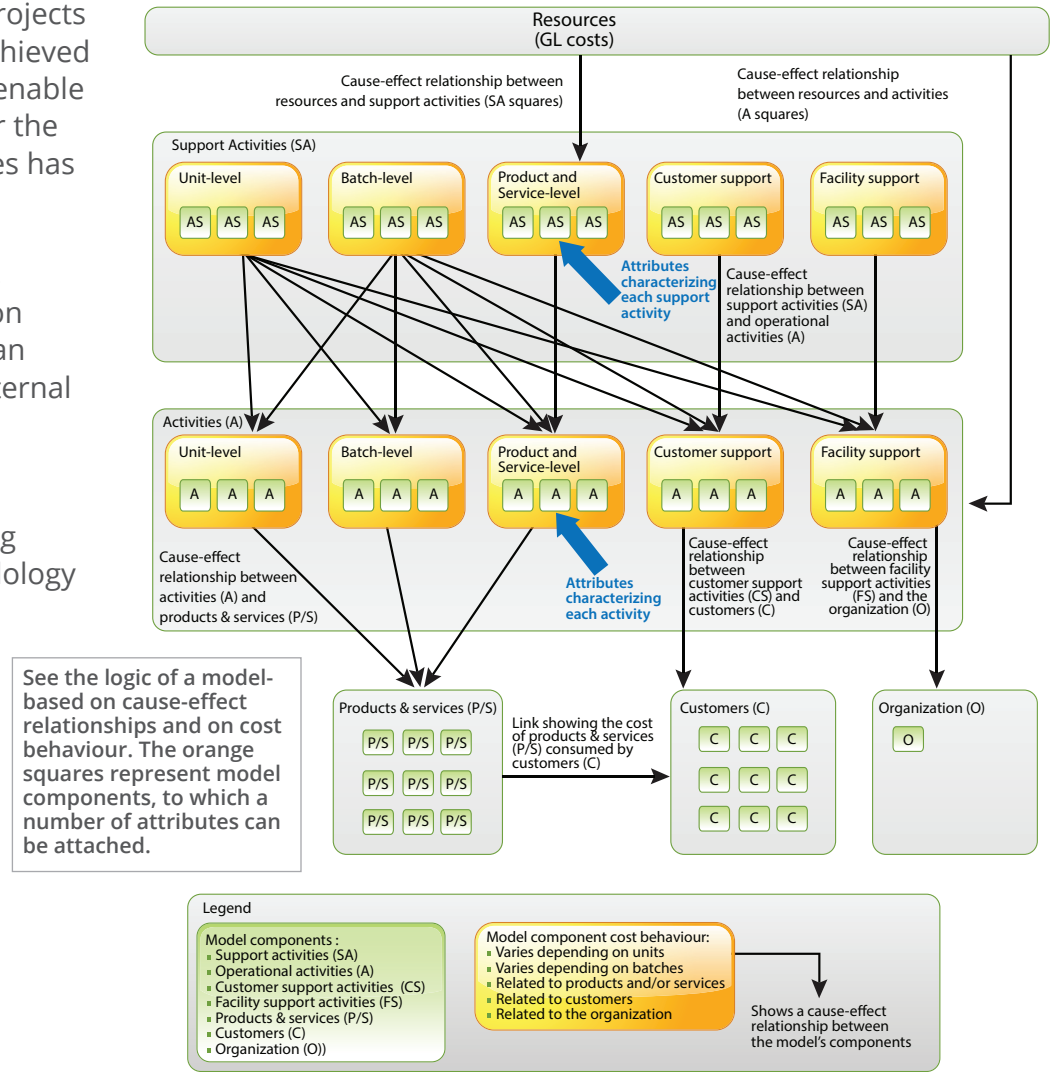 rojects
chieved
enable
r the
es has
on
an
ternal
g
lology
See the logic of a model-
based on cause-effect
relationships and on cost
behaviour. The orange
squares represent model
components, to which a
number of attributes can
be attached.
Resources
(GL costs)
Cause-effect relationship between
resources and support activities (SA squares)
Cause-effect relationship
between resources and activities
(A squares)
Support Activities (SA)
Unit-level
AS AS AS
Batch-level
AS AS AS
Product and
Service-level
AS AS AS
Customer support
AS AS AS
Facility support
AS AS AS
Attributes
characterizing
each support
activity
Cause-effect
relationship between
support activities (SA)
and operational
activities (A)
Activities (A)
Unit-level
A A A
Batch-level
A A A
Product and
Service-level
A A A
Customer support
A A A
Facility support
A A A
Cause-effect
relationship between
activities (A) and
products & services (P/S)
Attributes
characterizing
each activity
Cause-effect
relationship
between
customer support
activities (CS) and
customers (C)
Cause-effect
relationship
between facility
support activities
(FS) and the
organization (O)
Products & services (P/S)
P/S P/S P/S
P/S P/S P/S
P/S P/S P/S
Link showing the cost
of products & services
(P/S) consumed by
customers (C)
Customers (C)
C C C
C C C
C C C
Organization (O)
O
Legend
Model components :
▪ Support activities (SA)
▪ Operational activities (A)
▪ Customer support activities (CS)
▪ Facility support activities (FS)
▪ Products & services (P/S)
▪ Customers (C)
▪ Organization (O))
Model component cost behaviour:
▪ Varies depending on units
▪ Varies depending on batches
▪ Related to products and/or services
▪ Related to customers
▪ Related to the organization
Shows a cause-effect
relationship between
the model's components